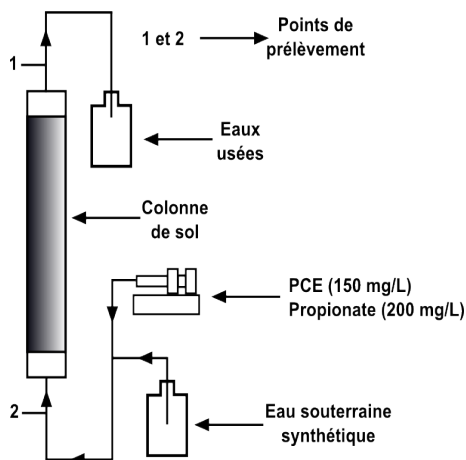 1
1 et 2
Points de
prélèvement
Eaux
usées
Colonne
de sol
PCE (150 mg/L)
Propionate (200 mg/L)
2
Eau souterraine
synthétique